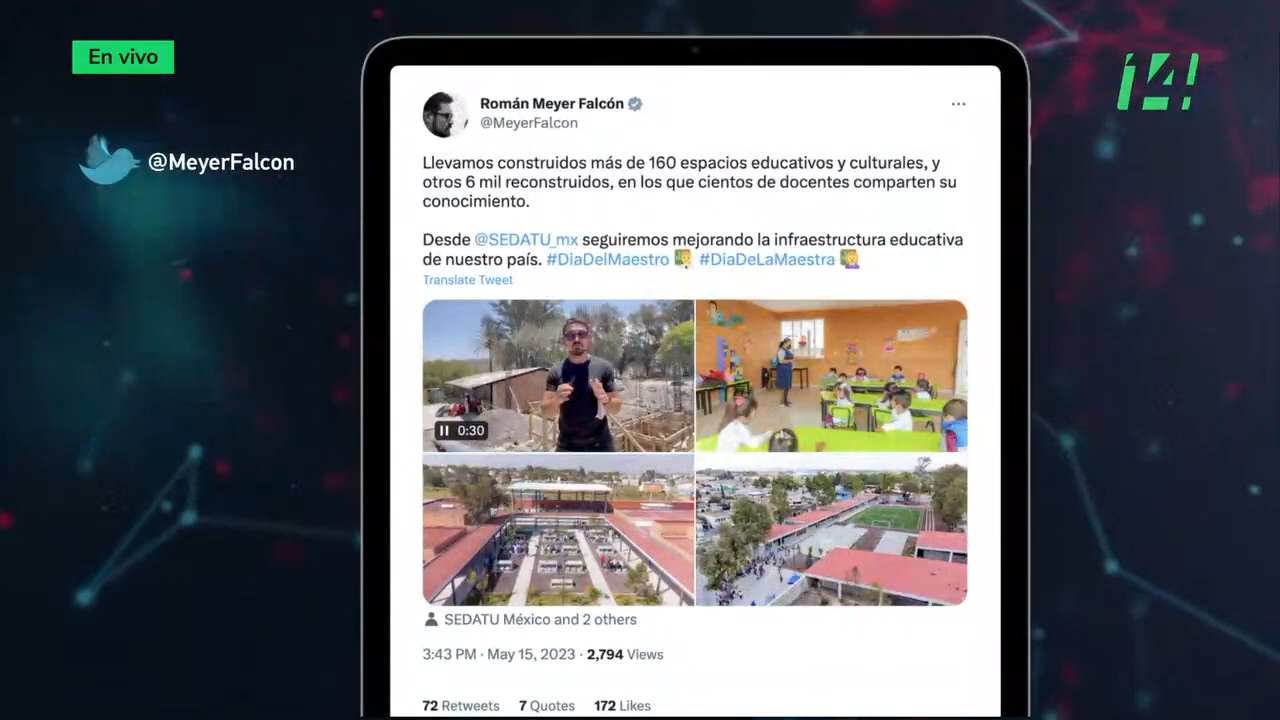 En vivo
14!
@MeyerFalcon
Román Meyer Falcón
@MeyerFalcon
Llevamos construidos más de 160 espacios educativos y culturales, y
otros 6 mil reconstruidos, en los que cientos de docentes comparten su
conocimiento.
Desde @SEDATU_mx seguiremos mejorando la infraestructura educativa
de nuestro país. #DiaDelMaestro #DiaDeLaMaestra
Translate Tweet
0:30
SEDATU México and 2 others
3:43 PM · May 15, 2023 · 2,794 Views
72 Retweets 7 Quotes 172 Likes